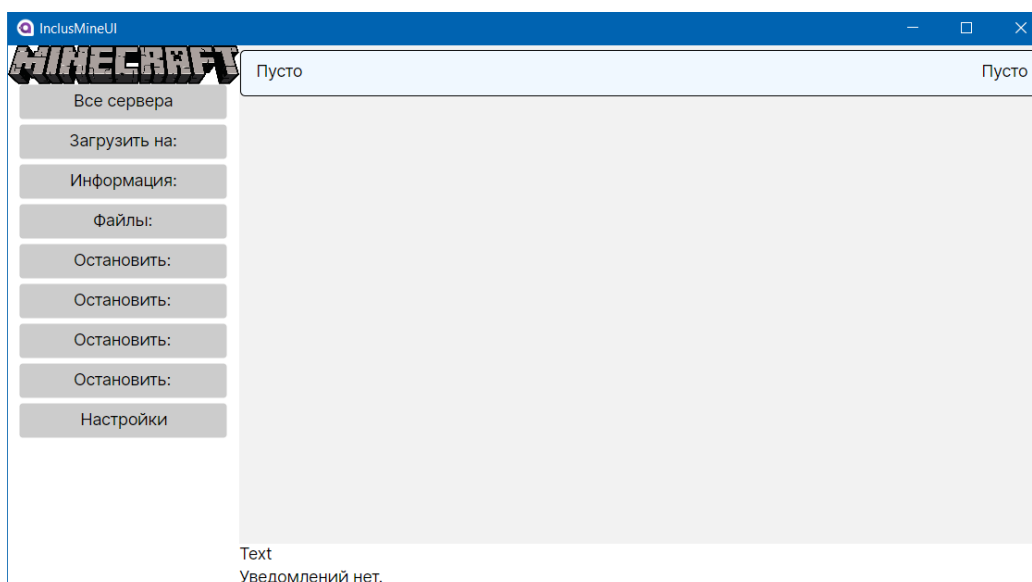 InclusMineUI
MINECRAFT
Пусто
Пусто
Все сервера
Загрузить на:
Информация:
Файлы:
Остановить:
Остановить:
Остановить:
Остановить:
Настройки
Text
Уведомлений нет.